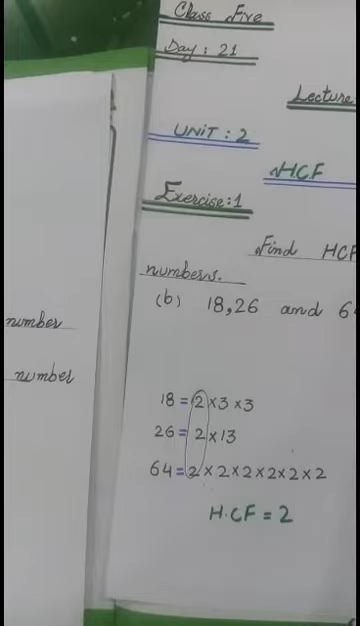 Class Five
Day: 21
Lecture
UNIT: 2
HCF
Exercise: 1
Find HCF
numbers.
(b) 18, 26 and 6
number
number
18 = 2 × 3 × 3
26 = 2 × 13
64 = 2 × 2 × 2 × 2 × 2 × 2
H.CF = 2